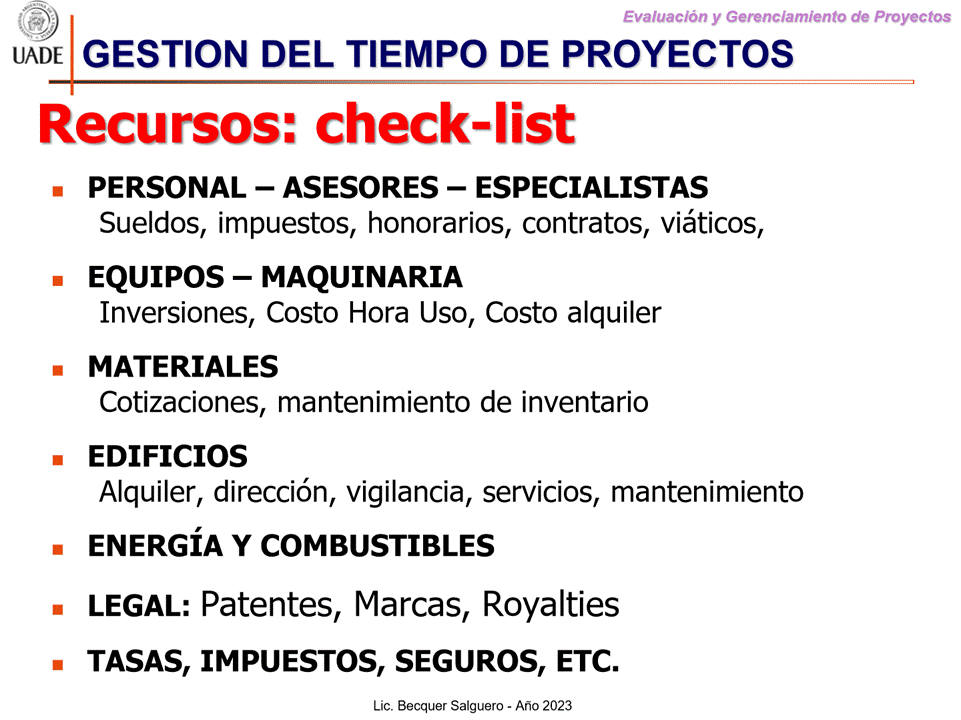 Evaluación y Gerenciamiento de Proyectos
UADE
GESTION DEL TIEMPO DE PROYECTOS
Recursos: check-list
PERSONAL – ASESORES – ESPECIALISTAS
Sueldos, impuestos, honorarios, contratos, viáticos,
EQUIPOS – MAQUINARIA
Inversiones, Costo Hora Uso, Costo alquiler
MATERIALES
Cotizaciones, mantenimiento de inventario
EDIFICIOS
Alquiler, dirección, vigilancia, servicios, mantenimiento
ENERGÍA Y COMBUSTIBLES
LEGAL: Patentes, Marcas, Royalties
TASAS, IMPUESTOS, SEGUROS, ETC.
Lic. Becquer Salguero - Año 2023